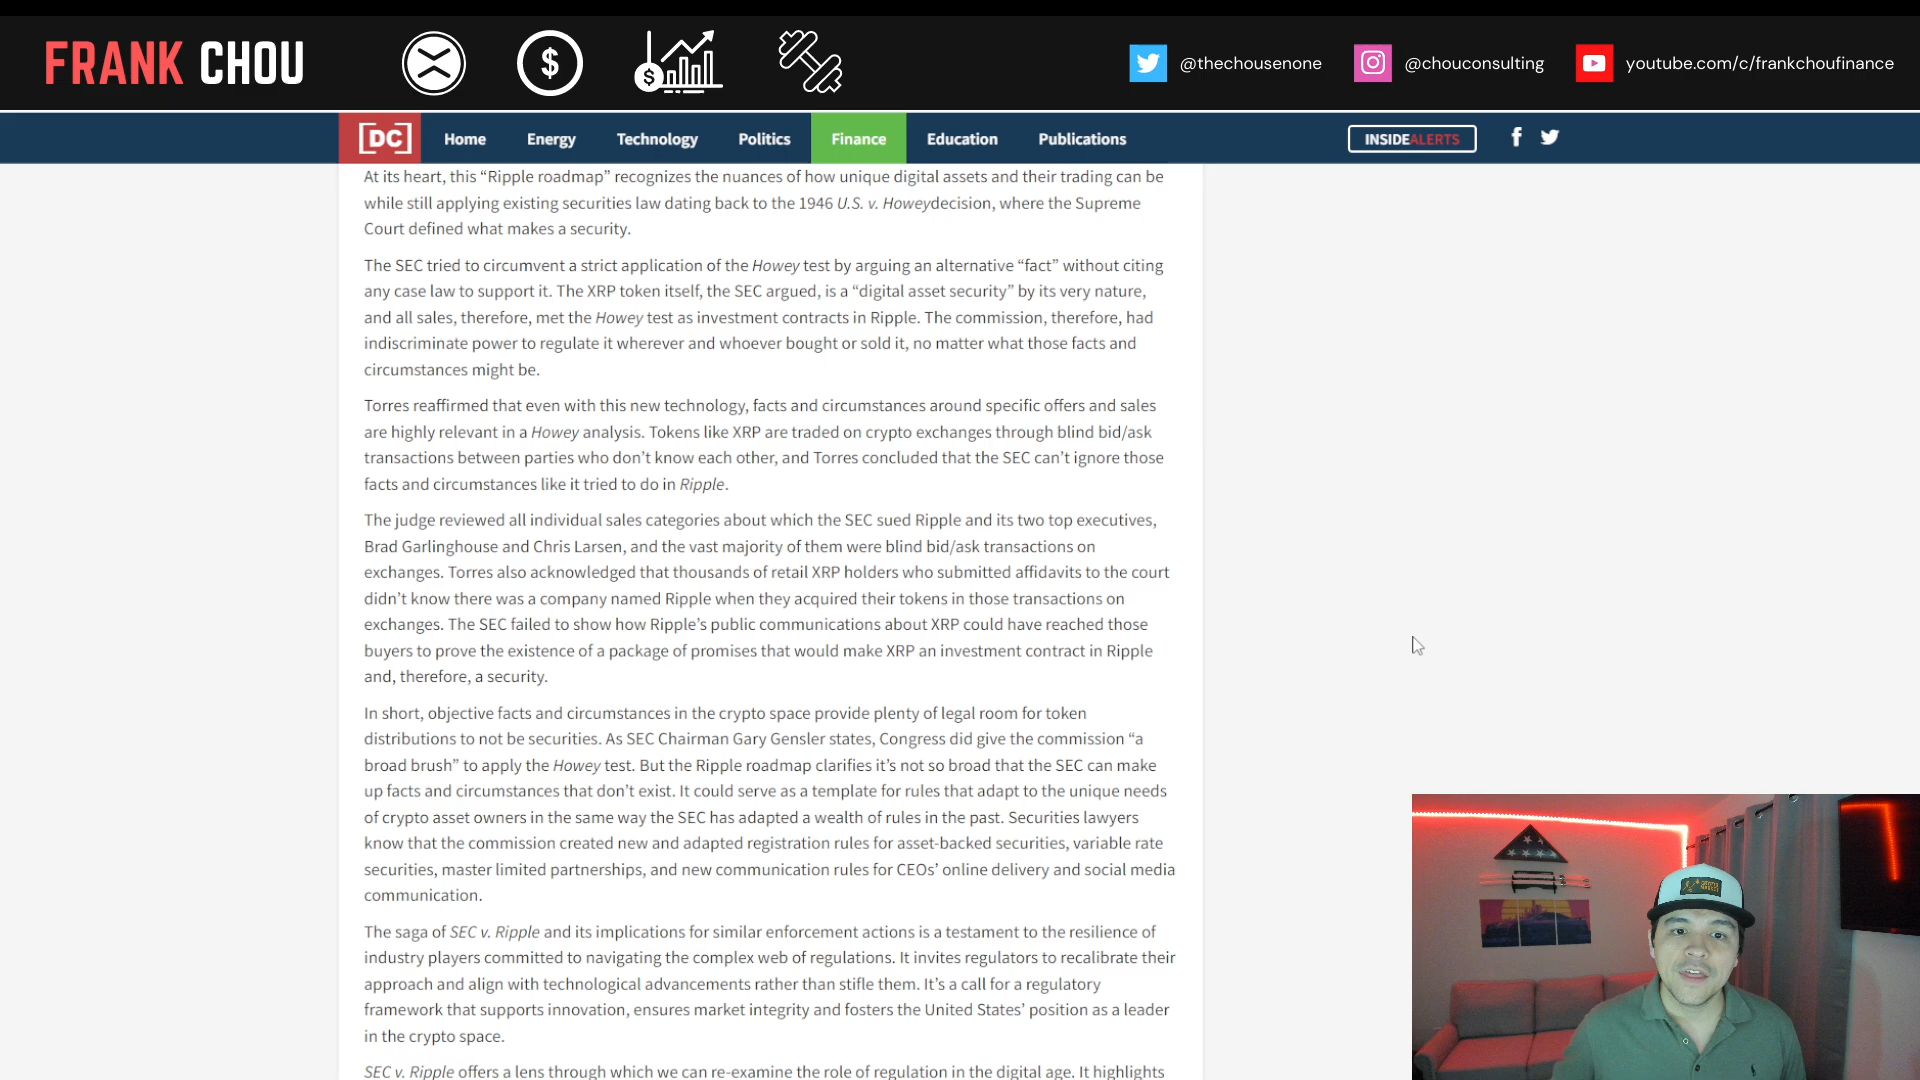 FRANK CHOU
$
$
@thechousenone
@chouconsulting
youtube.com/c/frankchoufinance
[DC]
Home
Energy
Technology
Politics
Finance
Education
Publications
INSIDEALERTS
At its heart, this “Ripple roadmap” recognizes the nuances of how unique digital assets and their trading can be
while still applying existing securities law dating back to the 1946 U.S. v. Howeydecision, where the Supreme
Court defined what makes a security.
The SEC tried to circumvent a strict application of the Howey test by arguing an alternative “fact” without citing
any case law to support it. The XRP token itself, the SEC argued, is a “digital asset security” by its very nature,
and all sales, therefore, met the Howey test as investment contracts in Ripple. The commission, therefore, had
indiscriminate power to regulate it wherever and whoever bought or sold it, no matter what those facts and
circumstances might be.
Torres reaffirmed that even with this new technology, facts and circumstances around specific offers and sales
are highly relevant in a Howey analysis. Tokens like XRP are traded on crypto exchanges through blind bid/ask
transactions between parties who don’t know each other, and Torres concluded that the SEC can’t ignore those
facts and circumstances like it tried to do in Ripple.
The judge reviewed all individual sales categories about which the SEC sued Ripple and its two top executives,
Brad Garlinghouse and Chris Larsen, and the vast majority of them were blind bid/ask transactions on
exchanges. Torres also acknowledged that thousands of retail XRP holders who submitted affidavits to the court
didn’t know there was a company named Ripple when they acquired their tokens in those transactions on
exchanges. The SEC failed to show how Ripple’s public communications about XRP could have reached those
buyers to prove the existence of a package of promises that would make XRP an investment contract in Ripple
and, therefore, a security.
In short, objective facts and circumstances in the crypto space provide plenty of legal room for token
distributions to not be securities. As SEC Chairman Gary Gensler states, Congress did give the commission “a
broad brush” to apply the Howey test. But the Ripple roadmap clarifies it’s not so broad that the SEC can make
up facts and circumstances that don’t exist. It could serve as a template for rules that adapt to the unique needs
of crypto asset owners in the same way the SEC has adapted a wealth of rules in the past. Securities lawyers
know that the commission created new and adapted registration rules for asset-backed securities, variable rate
securities, master limited partnerships, and new communication rules for CEOs’ online delivery and social media
communication.
The saga of SEC v. Ripple and its implications for similar enforcement actions is a testament to the resilience of
industry players committed to navigating the complex web of regulations. It invites regulators to recalibrate their
approach and align with technological advancements rather than stifle them. It’s a call for a regulatory
framework that supports innovation, ensures market integrity and fosters the United States’ position as a leader
in the crypto space.
SEC v. Ripple offers a lens through which we can re-examine the role of regulation in the digital age. It highlights